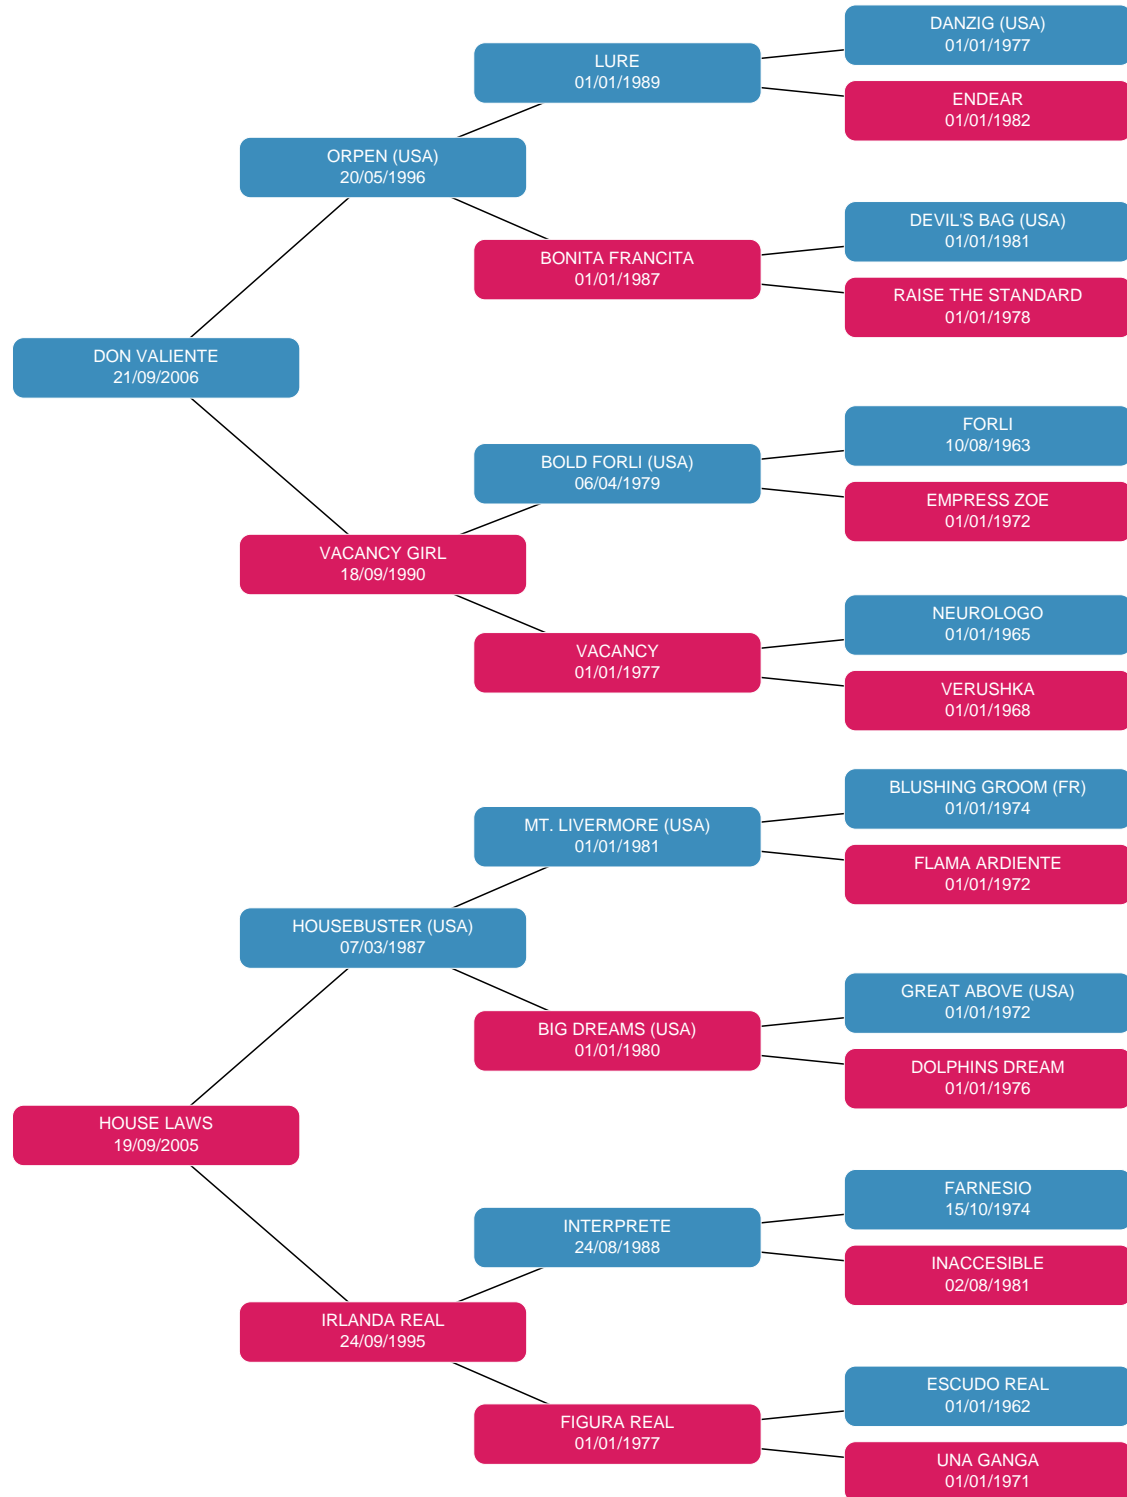 DANZIG (USA)
01/01/1977
LURE
01/01/1989
ENDEAR
01/01/1982
ORPEN (USA)
20/05/1996
DEVIL'S BAG (USA)
01/01/1981
BONITA FRANCITA
01/01/1987
RAISE THE STANDARD
01/01/1978
DON VALIENTE
21/09/2006
FORLI
10/08/1963
BOLD FORLI (USA)
06/04/1979
EMPRESS ZOE
01/01/1972
VACANCY GIRL
18/09/1990
NEUROLOGO
01/01/1965
VACANCY
01/01/1977
VERUSHKA
01/01/1968
BLUSHING GROOM (FR)
01/01/1974
MT. LIVERMORE (USA)
01/01/1981
FLAMA ARDIENTE
01/01/1972
HOUSEBUSTER (USA)
07/03/1987
GREAT ABOVE (USA)
01/01/1972
BIG DREAMS (USA)
01/01/1980
DOLPHINS DREAM
01/01/1976
HOUSE LAWS
19/09/2005
FARNESIO
15/10/1974
INTERPRETE
24/08/1988
INACCESIBLE
02/08/1981
IRLANDA REAL
24/09/1995
ESCUDO REAL
01/01/1962
FIGURA REAL
01/01/1977
UNA GANGA
01/01/1971